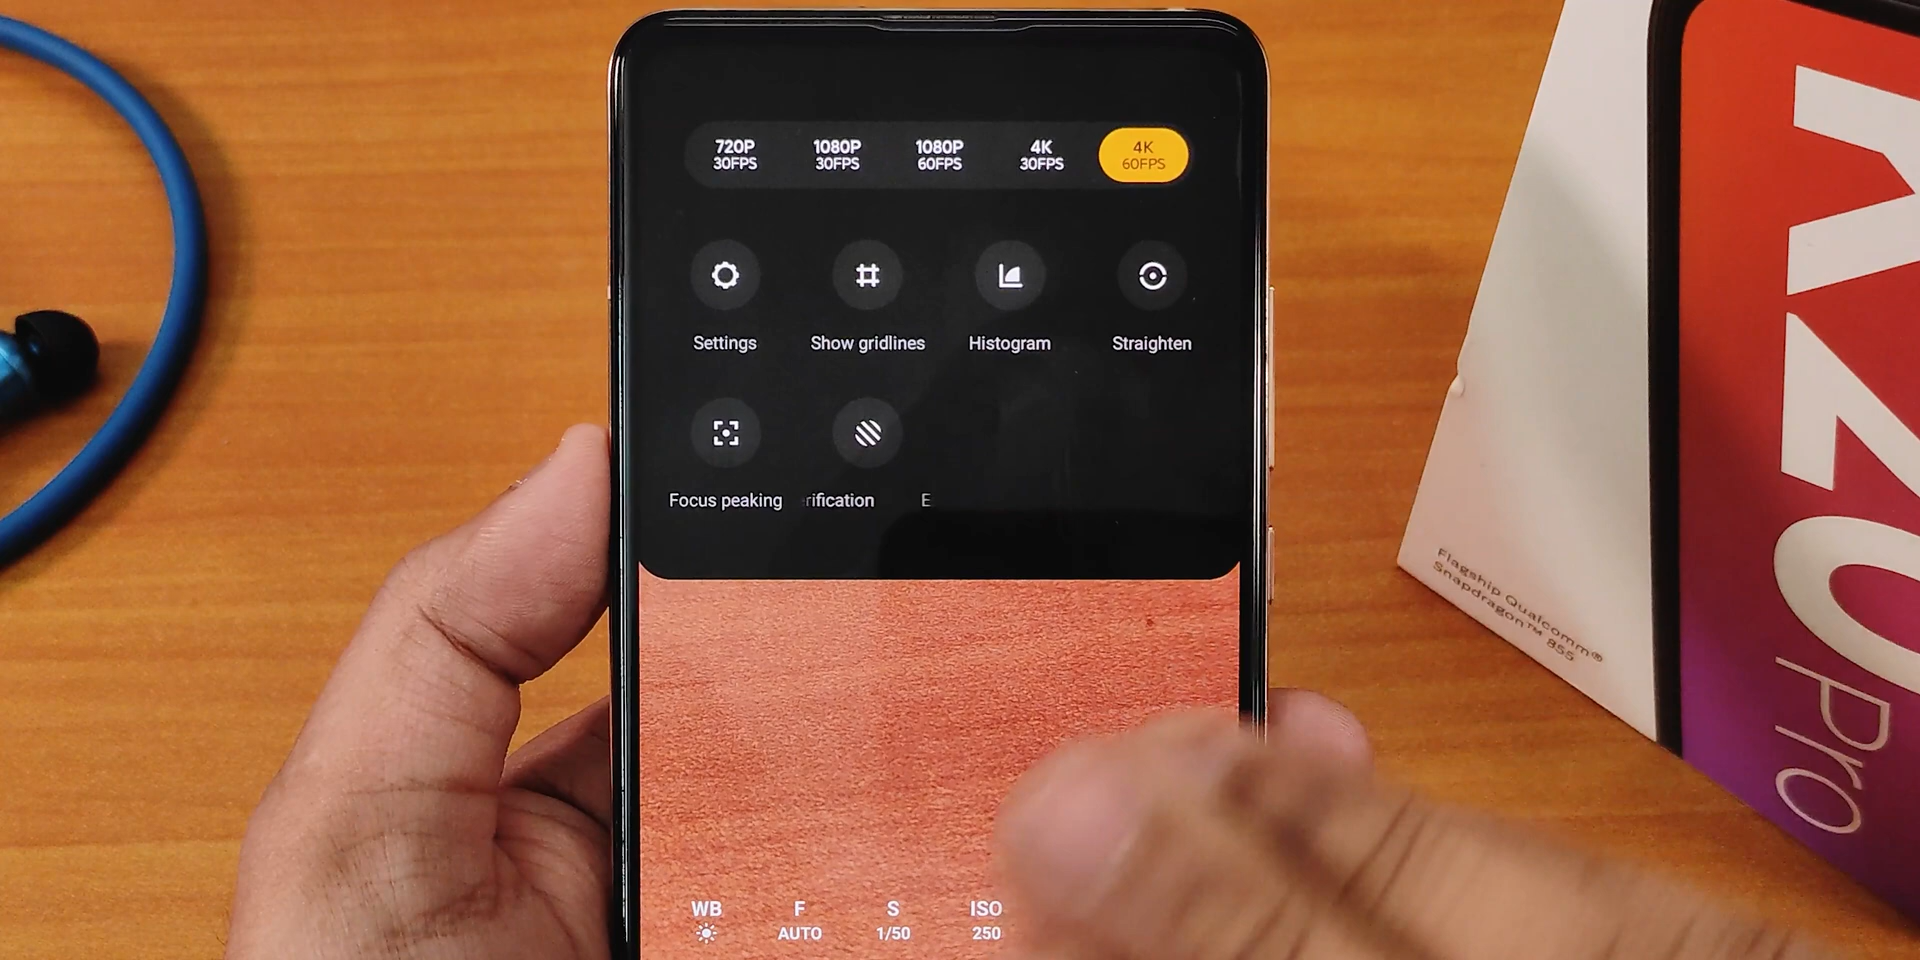 720P 1080P 1080P 4K 4K
30FPS 30FPS 60FPS 30FPS 60FPS
Settings Show gridlines Histogram Straighten
Focus peaking rification E
WB F S ISO
AUTO 1/50 250
K20 Pro
Flagship Qualcomm®
Snapdragon™ 855